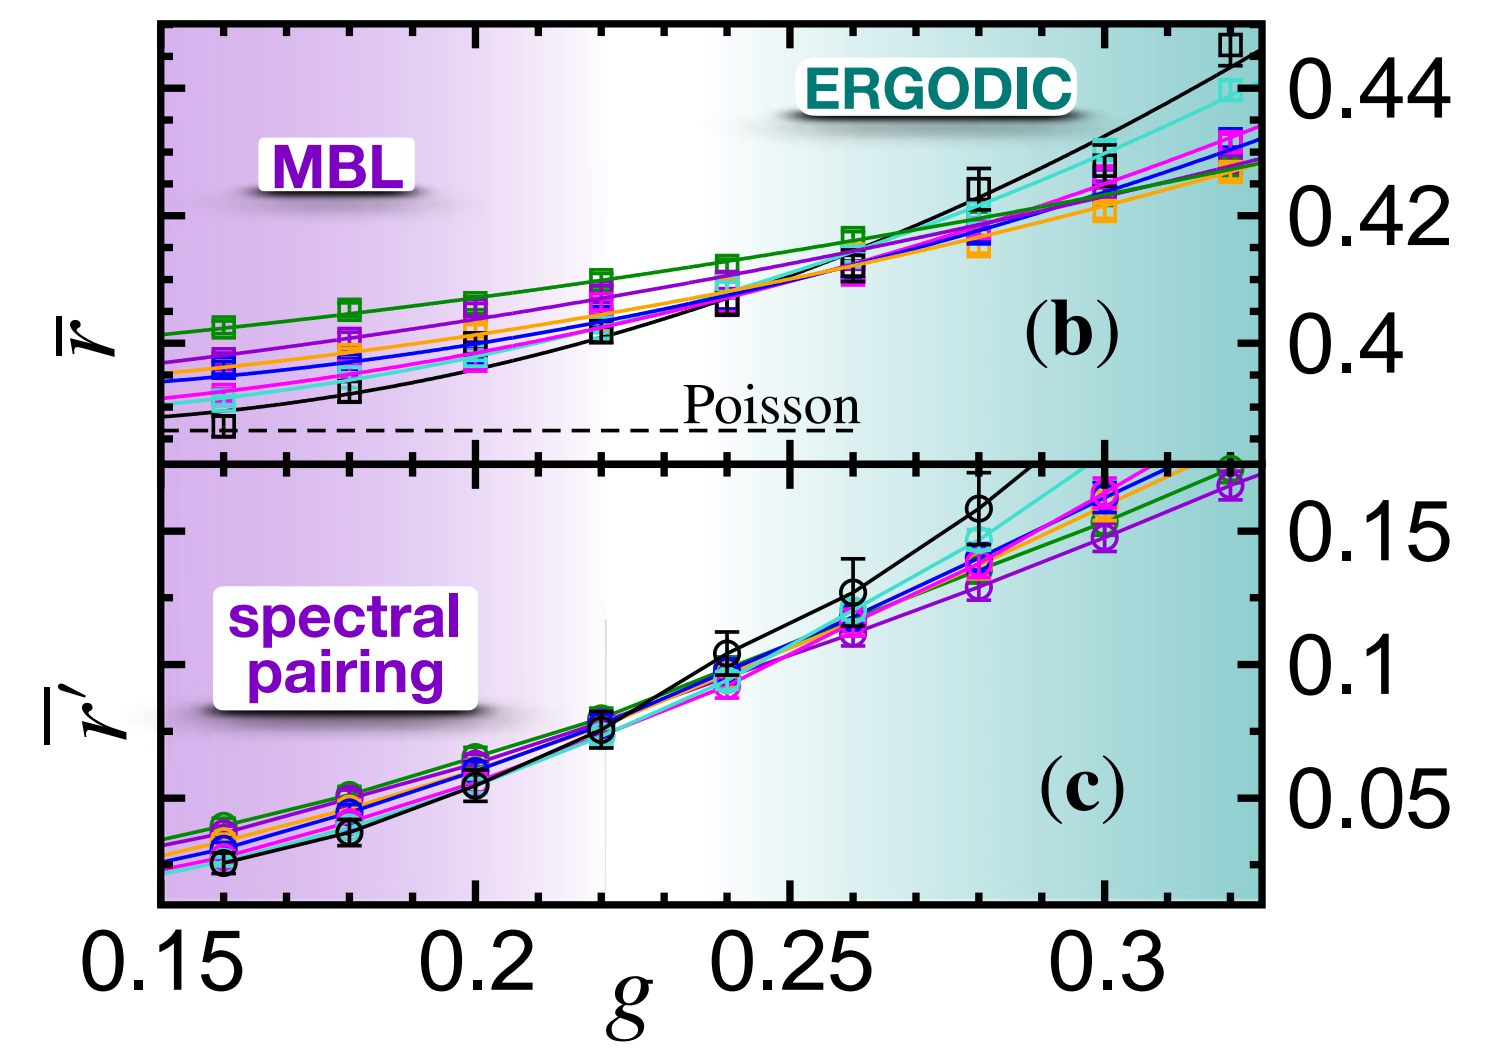 ERGODIC
0.44
MBL
0.42
r̅
(b)
0.4
Poisson
0.15
spectral
pairing
0.1
r̅′
(c)
0.05
0.15
0.2
0.25
0.3
g